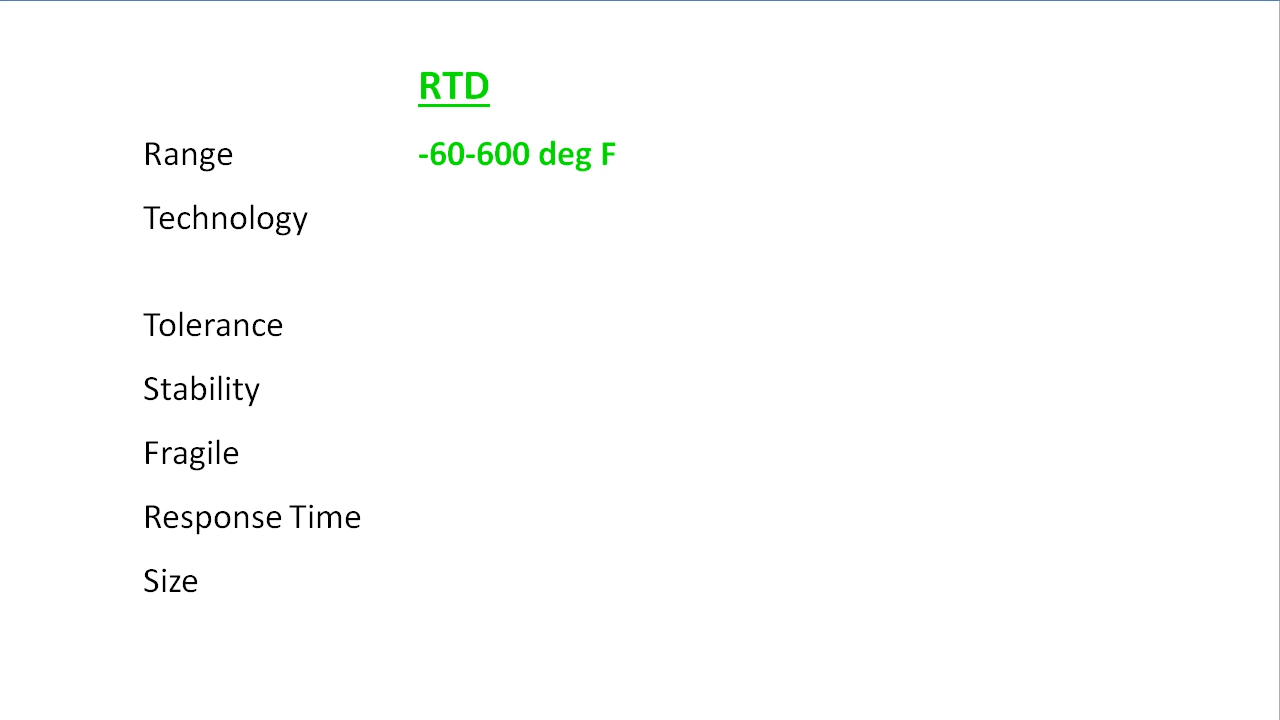 RTD
Range -60-600 deg F
Technology
Tolerance
Stability
Fragile
Response Time
Size